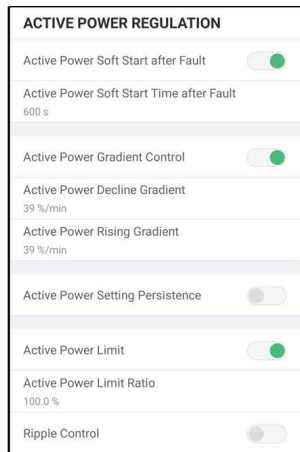 ACTIVE POWER REGULATION
Active Power Soft Start after Fault
Active Power Soft Start Time after Fault
600 s
Active Power Gradient Control
Active Power Decline Gradient
39 %/min
Active Power Rising Gradient
39 %/min
Active Power Setting Persistence
Active Power Limit
Active Power Limit Ratio
100.0 %
Ripple Control